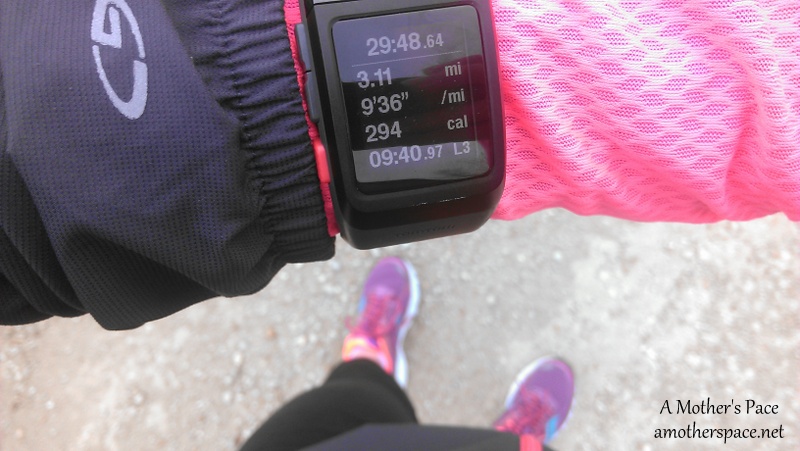 29:48.64
3.11 mi
9'36" /mi
294 cal
09:40.97 L3
A Mother's Pace
amotherspace.net